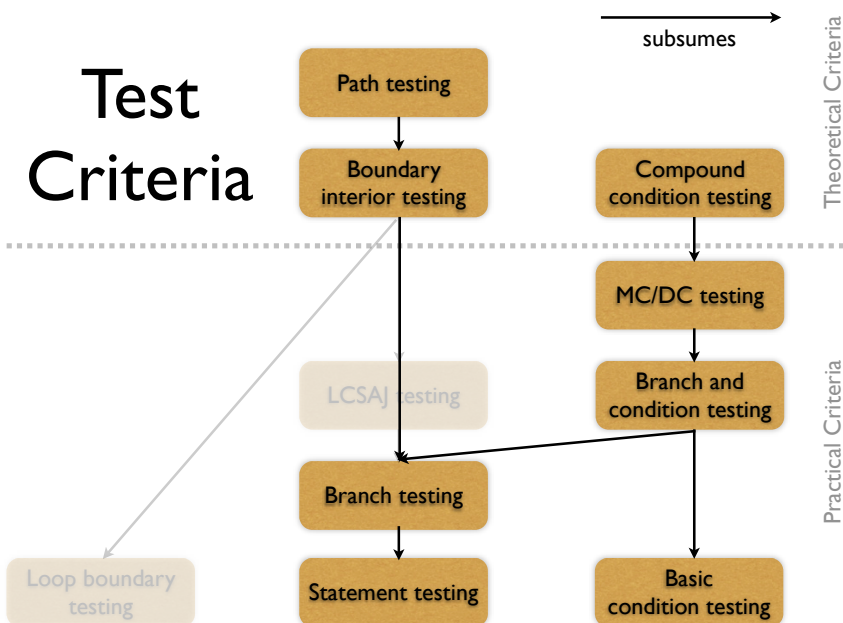 Test
Criteria
subsumes
Theoretical Criteria
Path testing
Boundary
interior testing
Compound
condition testing
MC/DC testing
LCSAJ testing
Branch and
condition testing
Practical Criteria
Branch testing
Loop boundary
testing
Statement testing
Basic
condition testing